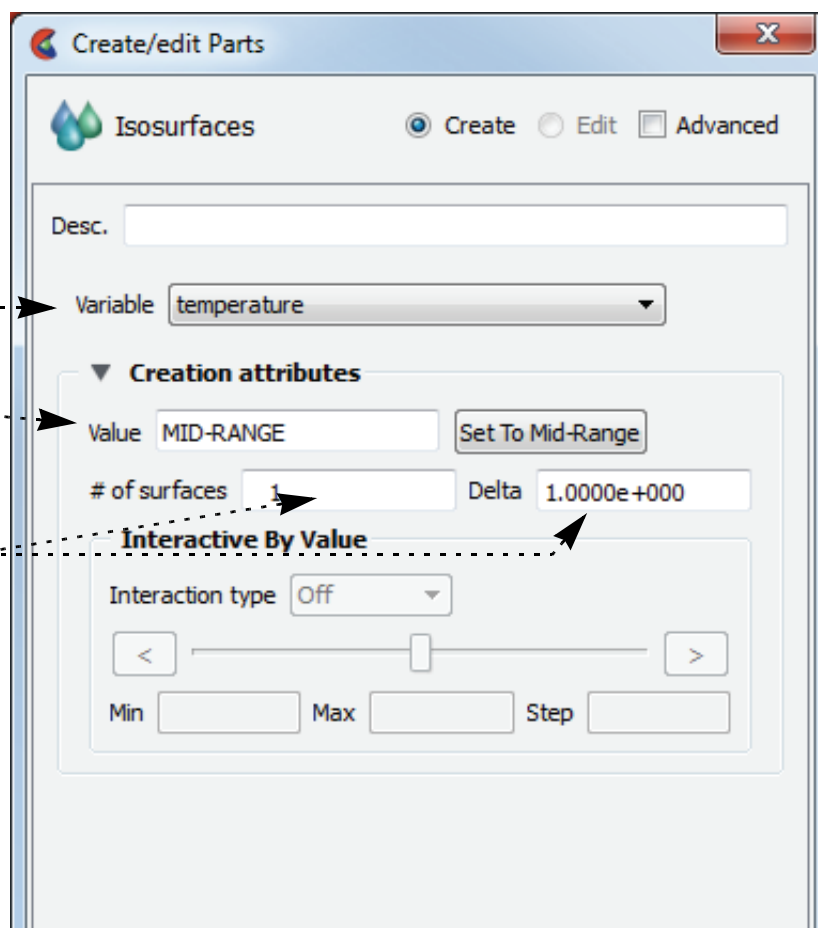 Create/edit Parts
Isosurfaces Create Edit Advanced
Desc.
Variable temperature
Creation attributes
Value MID-RANGE Set To Mid-Range
# of surfaces 1 Delta 1.0000e+000
Interactive By Value
Interaction type Off
< >
Min Max Step